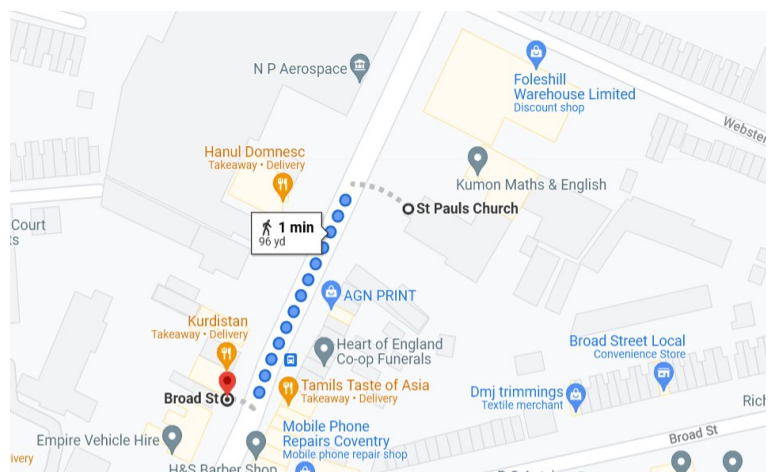 N P Aerospace
Foleshill
Warehouse Limited
Discount shop
Webster
Hanul Domnesc
Takeaway • Delivery
Kumon Maths & English
St Pauls Church
Court
ts
1 min
96 yd
AGN PRINT
Kurdistan
Takeaway • Delivery
Heart of England
Co-op Funerals
Broad Street Local
Convenience Store
Broad St
Tamils Taste of Asia
Takeaway • Delivery
Dmj trimmings
Textile merchant
Rich
Mobile Phone
Repairs Coventry
Mobile phone repair shop
Empire Vehicle Hire
Broad St
ivery
H&S Barber Shop